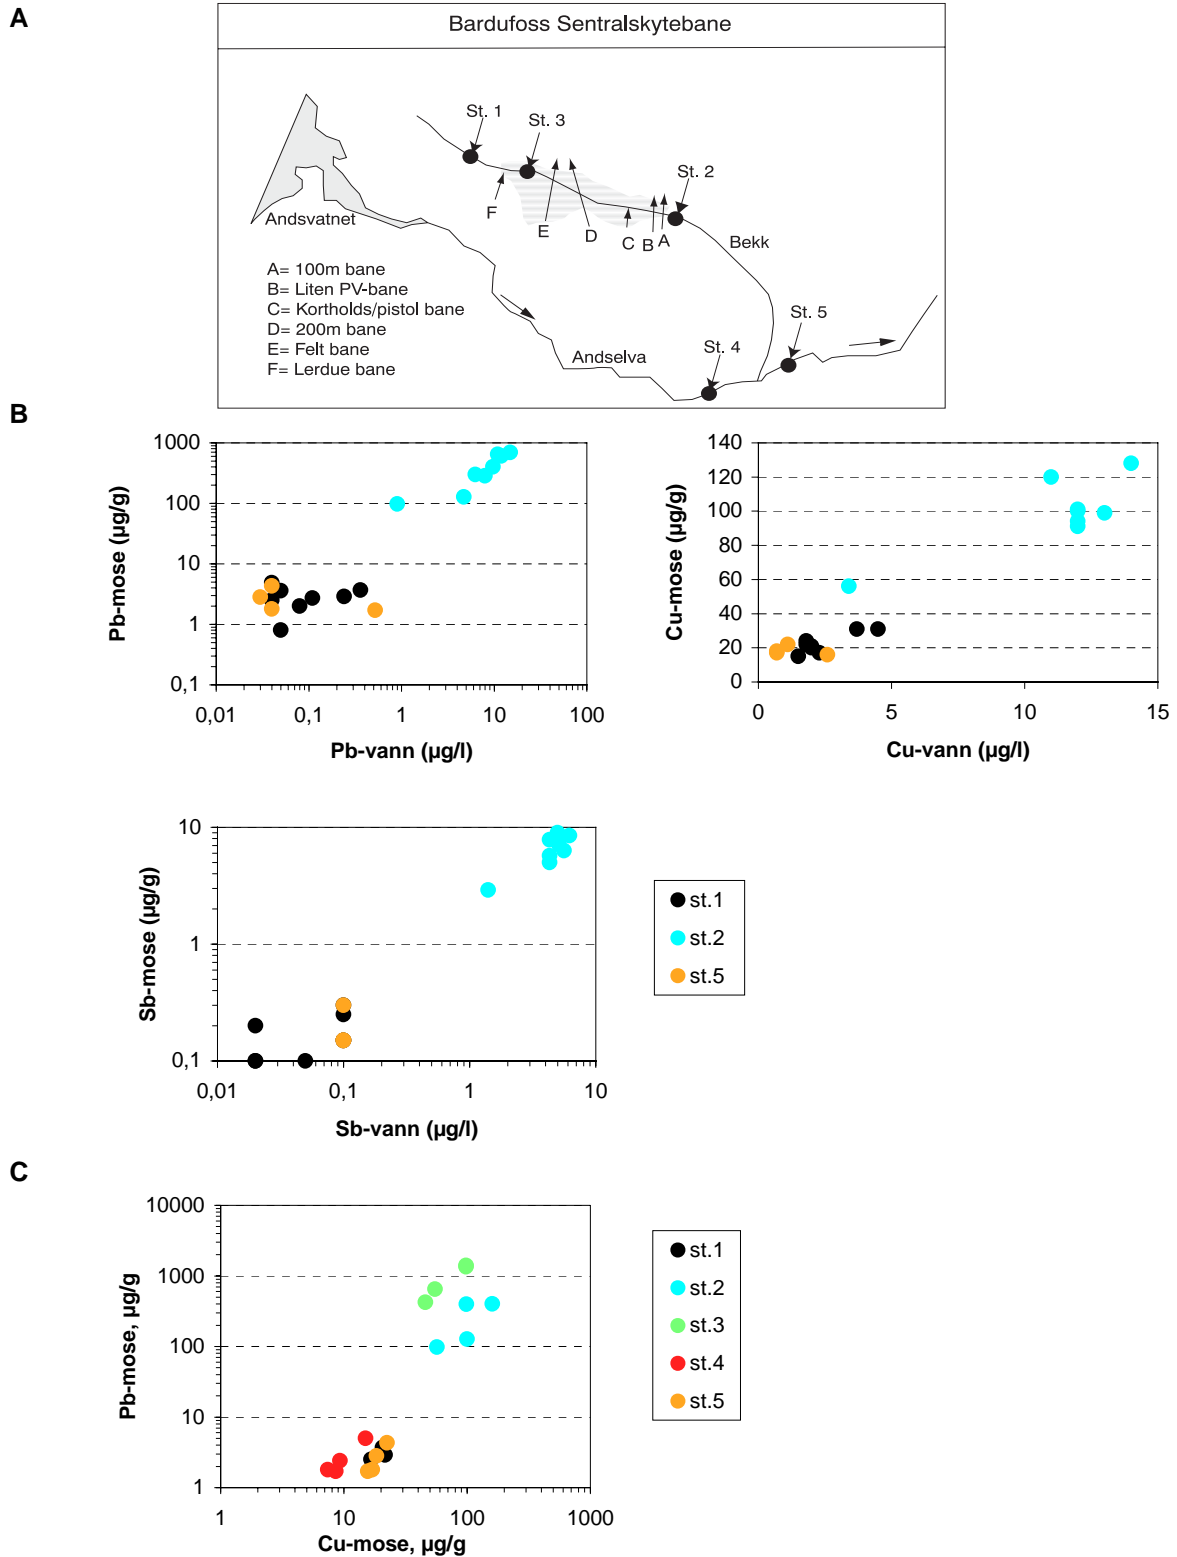 A
Bardufoss Sentralskytebane
St. 1
St. 3
St. 2
F
E
D
C
B
A
Bekk
Andsvatnet
A= 100m bane
B= Liten PV-bane
C= Kortholds/pistol bane
D= 200m bane
E= Felt bane
F= Lerdue bane
St. 5
St. 4
Andselva
B
1000
100
10
1
0,1
0,01
0,1
1
10
100
Pb-mose (µg/g)
Pb-vann (µg/l)
140
120
100
80
60
40
20
0
0
5
10
15
Cu-mose (µg/g)
Cu-vann (µg/l)
10
1
0,1
0,01
0,1
1
10
Sb-mose (µg/g)
Sb-vann (µg/l)
st.1
st.2
st.5
C
10000
1000
100
10
1
1
10
100
1000
Pb-mose, µg/g
Cu-mose, µg/g
st.1
st.2
st.3
st.4
st.5